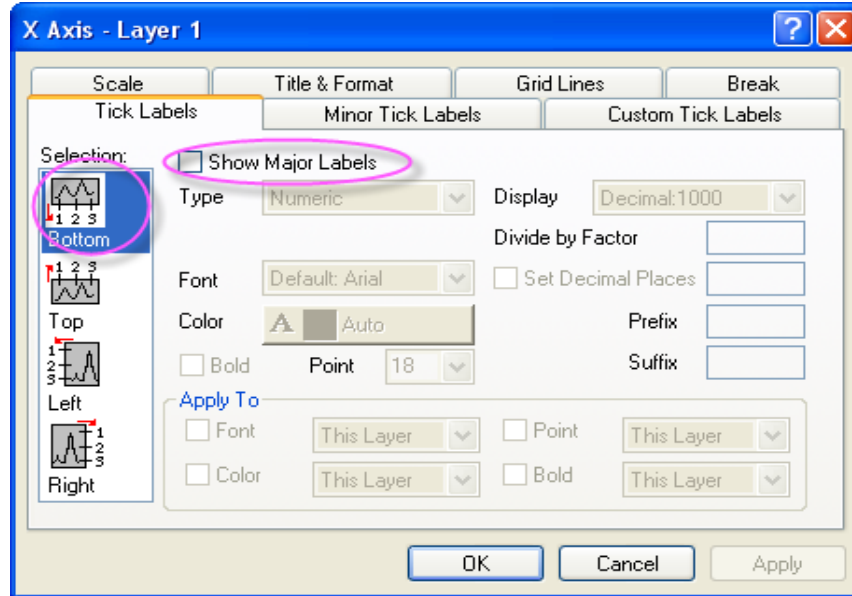 X Axis - Layer 1
Scale Title & Format Grid Lines Break
Tick Labels Minor Tick Labels Custom Tick Labels
Selection:
1 2 3
Bottom
1 2 3
Top
1
2
3
Left
1
2
3
Right
Show Major Labels
Type Numeric Display Decimal:1000
Divide by Factor
Font Default: Arial Set Decimal Places
Color A Auto Prefix
Bold Point 18 Suffix
Apply To
Font This Layer Point This Layer
Color This Layer Bold This Layer
OK Cancel Apply